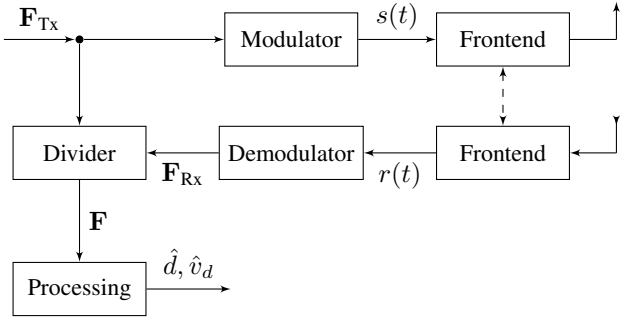 F_Tx
Modulator
s(t)
Frontend
Divider
F_Rx
Demodulator
r(t)
Frontend
F
Processing
d̂, v̂_d